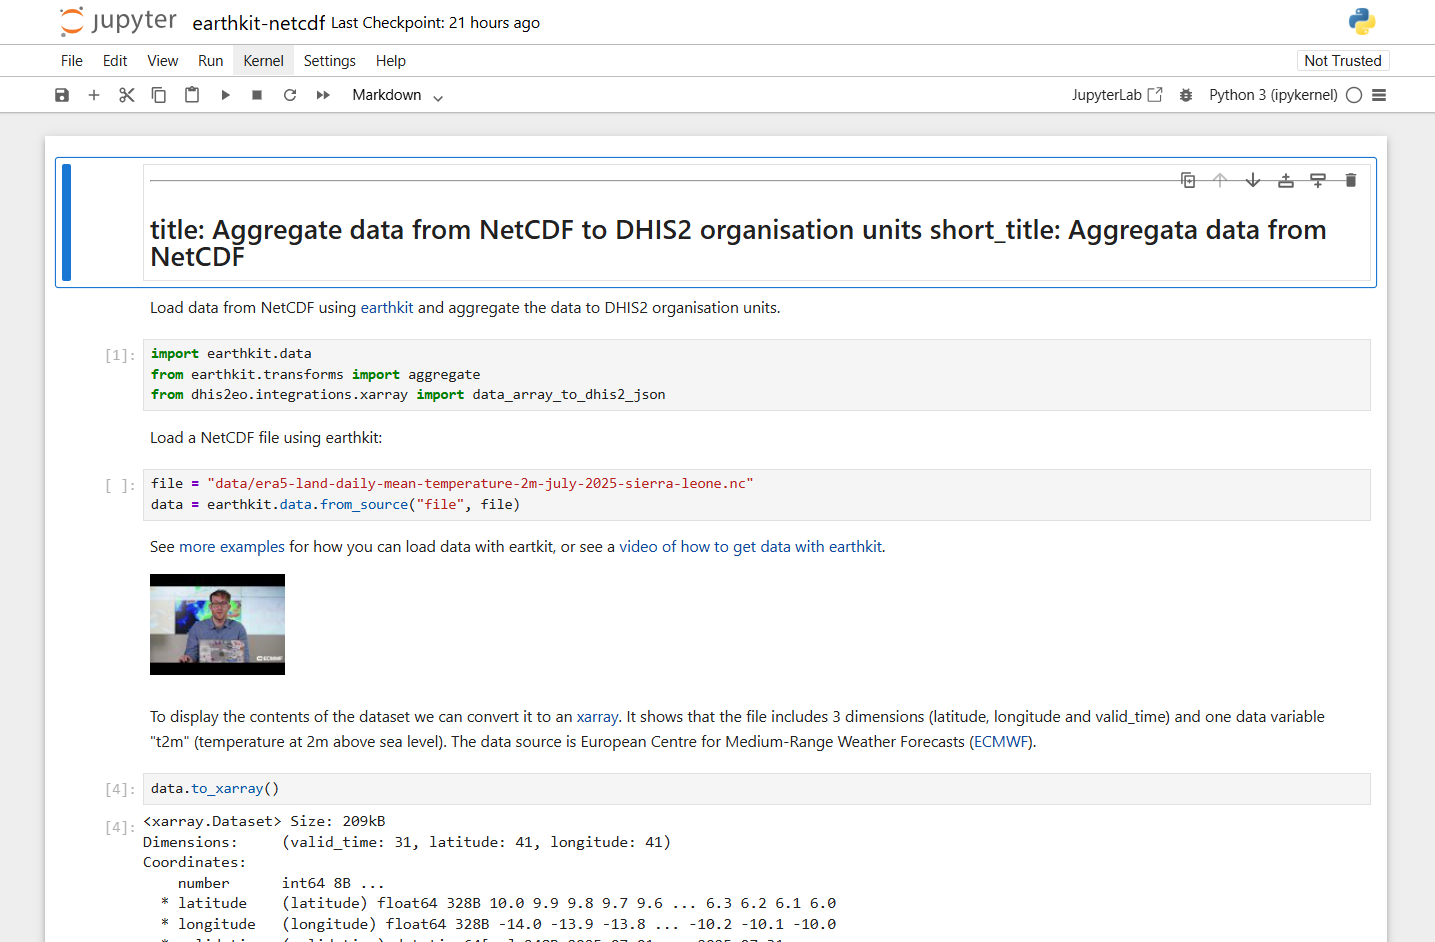 jupyter earthkit-netcdf Last Checkpoint: 21 hours ago
File Edit View Run Kernel Settings Help Not Trusted
Markdown JupyterLab Python 3 (ipykernel)
title: Aggregate data from NetCDF to DHIS2 organisation units short_title: Aggregata data from
NetCDF
Load data from NetCDF using earthkit and aggregate the data to DHIS2 organisation units.
[1]: import earthkit.data
from earthkit.transforms import aggregate
from dhis2eo.integrations.xarray import data_array_to_dhis2_json
Load a NetCDF file using earthkit:
[ ]: file = "data/era5-land-daily-mean-temperature-2m-july-2025-sierra-leone.nc"
data = earthkit.data.from_source("file", file)
See more examples for how you can load data with eartkit, or see a video of how to get data with earthkit.
ECMWF
To display the contents of the dataset we can convert it to an xarray. It shows that the file includes 3 dimensions (latitude, longitude and valid_time) and one data variable
"t2m" (temperature at 2m above sea level). The data source is European Centre for Medium-Range Weather Forecasts (ECMWF).
[4]: data.to_xarray()
[4]: <xarray.Dataset> Size: 209kB
Dimensions: (valid_time: 31, latitude: 41, longitude: 41)
Coordinates:
number int64 8B ...
* latitude (latitude) float64 328B 10.0 9.9 9.8 9.7 9.6 ... 6.3 6.2 6.1 6.0
* longitude (longitude) float64 328B -14.0 -13.9 -13.8 ... -10.2 -10.1 -10.0